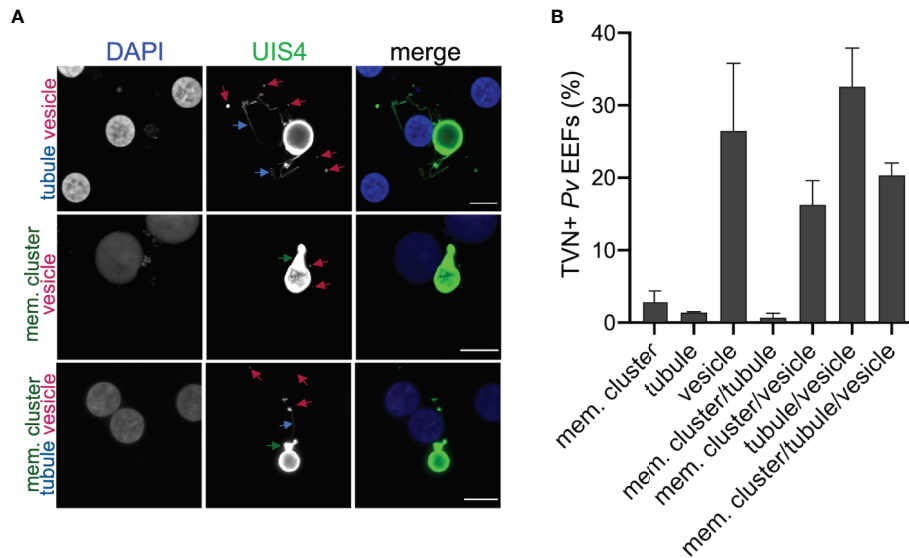 A
DAPI
UIS4
merge
tubule vesicle
mem. cluster
vesicle
mem. cluster
tubule vesicle
B
TVN+ Pv EEFs (%)
40
30
20
10
0
mem. cluster
tubule
vesicle
mem. cluster/tubule
mem. cluster/vesicle
tubule/vesicle
mem. cluster/tubule/vesicle